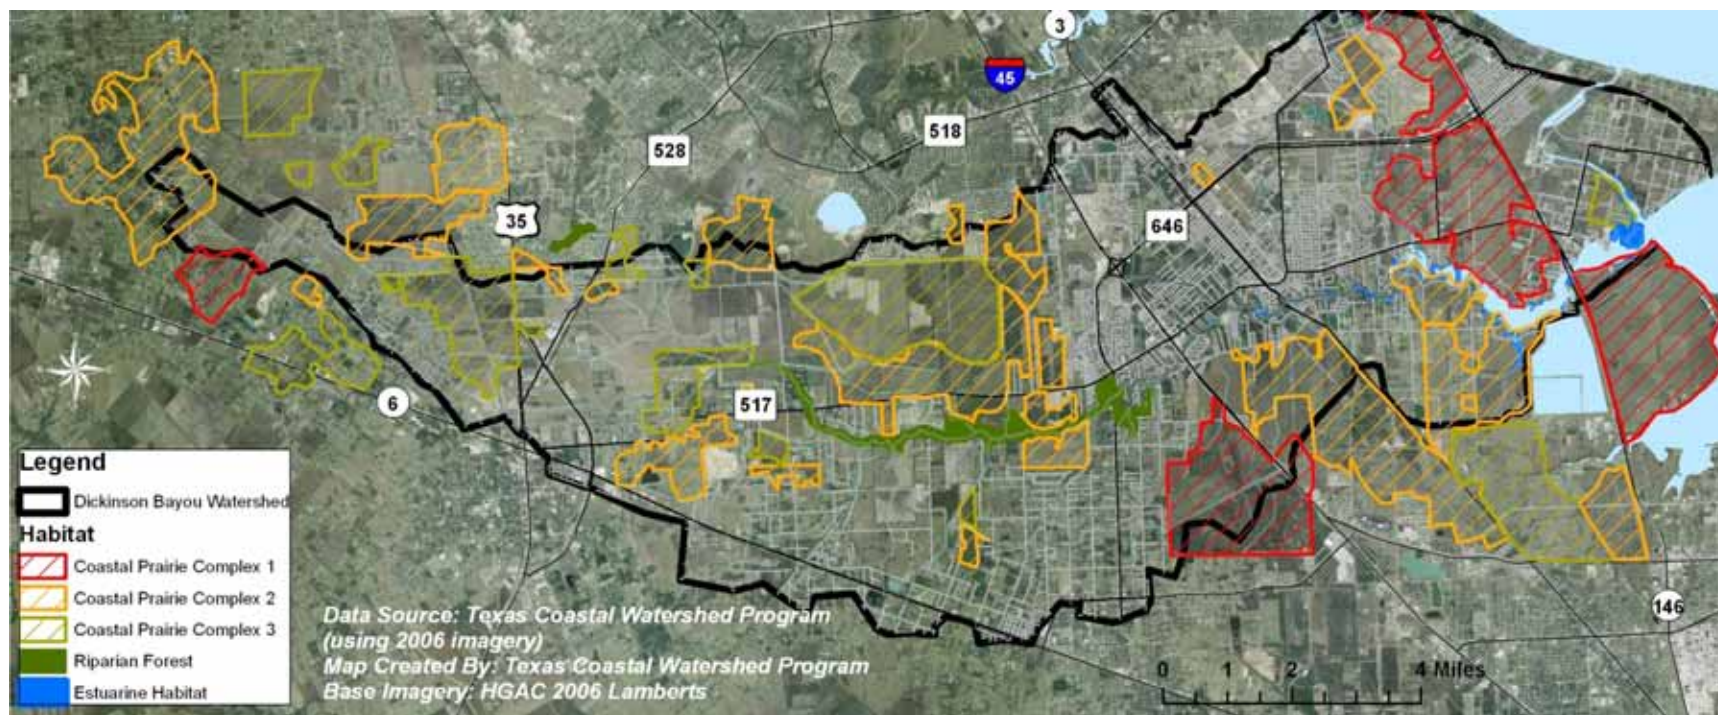 3
45
518
528
35
646
6
517
Legend
Dickinson Bayou Watershed
Habitat
Coastal Prairie Complex 1
Coastal Prairie Complex 2
Coastal Prairie Complex 3
Riparian Forest
Estuarine Habitat
Data Source: Texas Coastal Watershed Program
(using 2006 imagery)
Map Created By: Texas Coastal Watershed Program
Base Imagery: HGAC 2006 Lamberts
146
0 1 2 4 Miles